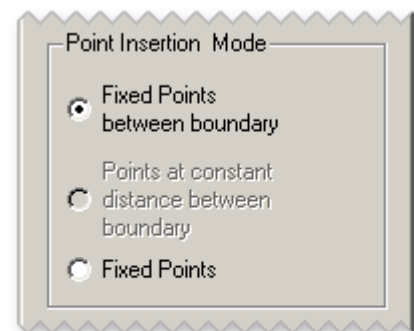 Point Insertion Mode
Fixed Points
between boundary
Points at constant
distance between
boundary
Fixed Points